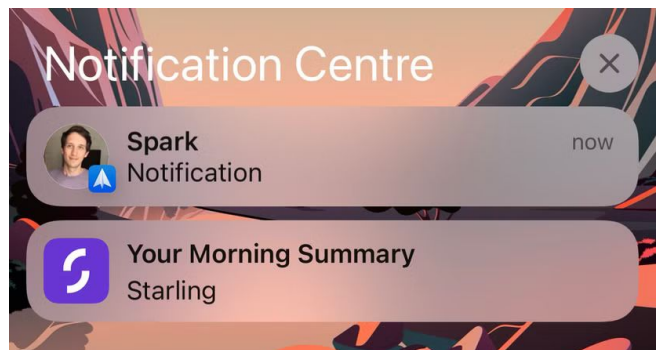 Notification Centre
Spark
now
Notification
Your Morning Summary
Starling